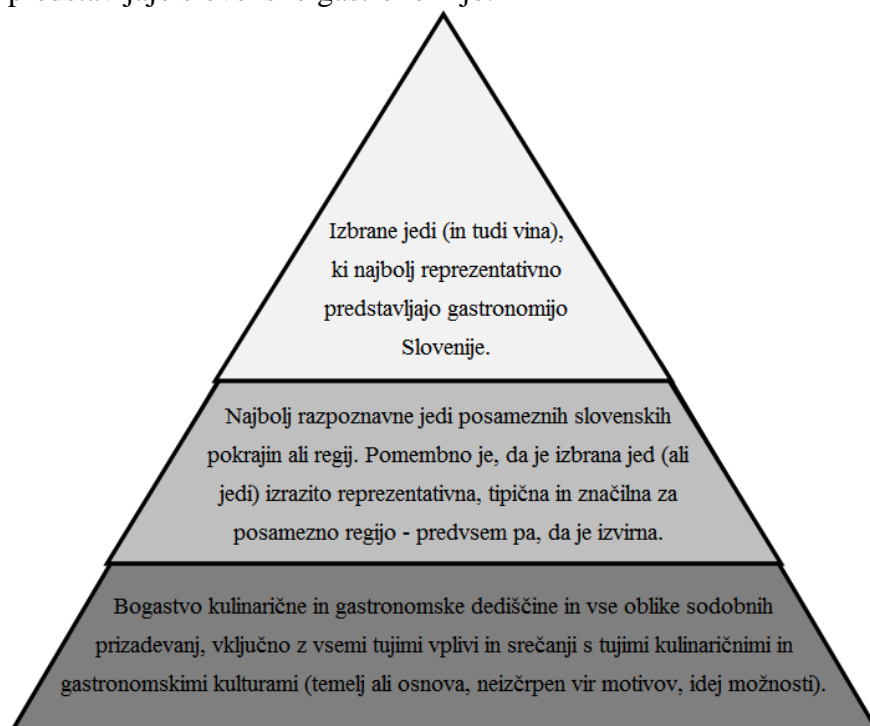 Izbrane jedi (in tudi vina),
ki najbolj reprezentativno
predstavljajo gastronomijo
Slovenije.
Najbolj razpoznavne jedi posameznih slovenskih
pokrajin ali regij. Pomembno je, da je izbrana jed (ali
jedi) izrazito reprezentativna, tipična in značilna za
posamezno regijo - predvsem pa, da je izvirna.
Bogastvo kulinarične in gastronomske dediščine in vse oblike sodobnih
prizadevanj, vključno z vsemi tujimi vplivi in srečanji s tujimi kulinaričnimi in
gastronomskimi kulturami (temelj ali osnova, neizčrpen vir motivov, idej možnosti).